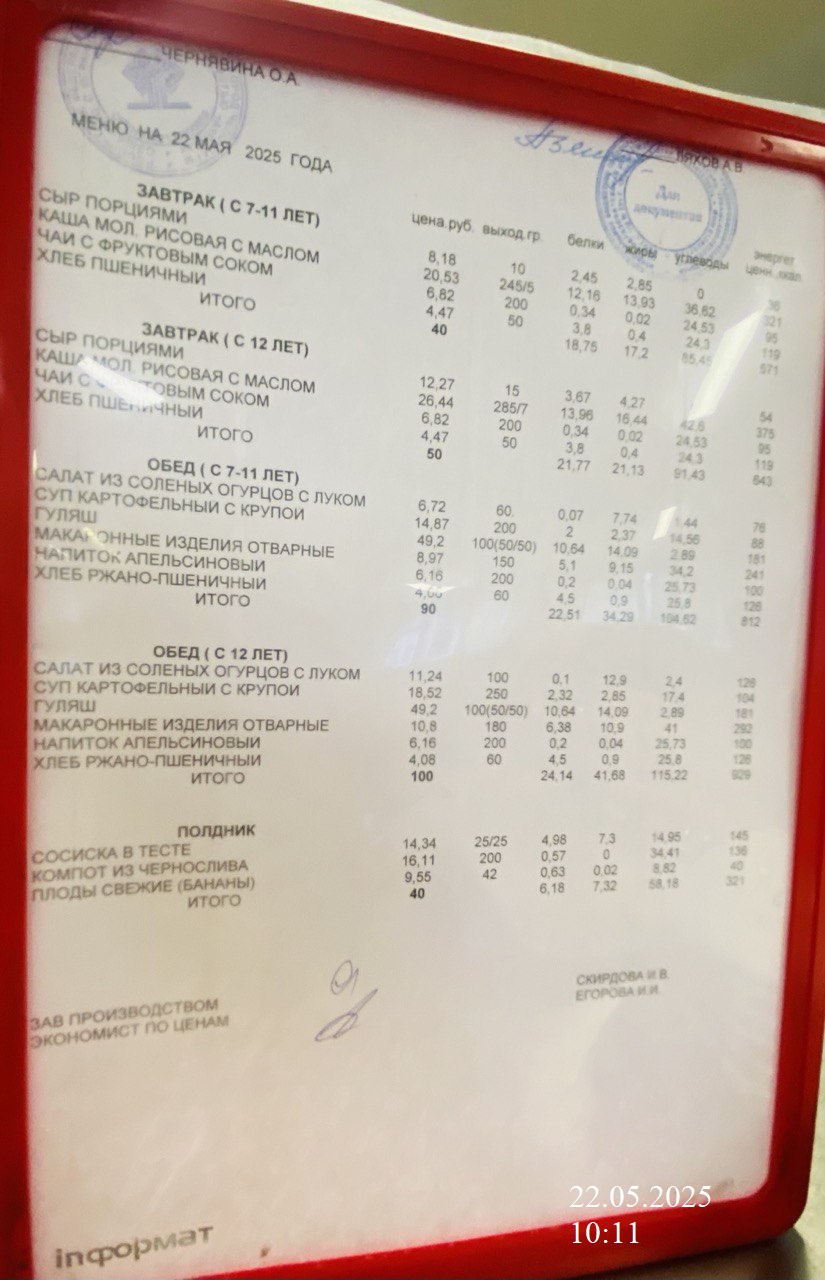 ЧЕРНЯВИНА О.А.
ЛЯХОВ А.В.
Для
документов
МЕНЮ НА 22 МАЯ 2025 ГОДА
цена.руб. выход.гр. белки жиры углеводы энергет ценн.,ккал.
ЗАВТРАК ( С 7-11 ЛЕТ)
СЫР ПОРЦИЯМИ 8,18 10 2,45 2,85 0 36
КАША МОЛ. РИСОВАЯ С МАСЛОМ 20,53 245/5 12,16 13,93 36,62 321
ЧАИ С ФРУКТОВЫМ СОКОМ 6,82 200 0,34 0,02 24,53 95
ХЛЕБ ПШЕНИЧНЫЙ 4,47 50 3,8 0,4 24,3 119
ИТОГО 40 18,75 17,2 85,45 571
ЗАВТРАК ( С 12 ЛЕТ)
СЫР ПОРЦИЯМИ 12,27 15 3,67 4,27 54
КАША МОЛ. РИСОВАЯ С МАСЛОМ 26,44 285/7 13,96 16,44 42,6 375
ЧАИ С ФРУКТОВЫМ СОКОМ 6,82 200 0,34 0,02 24,53 95
ХЛЕБ ПШЕНИЧНЫЙ 4,47 50 3,8 0,4 24,3 119
ИТОГО 50 21,77 21,13 91,43 643
ОБЕД ( С 7-11 ЛЕТ)
САЛАТ ИЗ СОЛЕНЫХ ОГУРЦОВ С ЛУКОМ 6,72 60. 0,07 7,74 1.44 76
СУП КАРТОФЕЛЬНЫЙ С КРУПОИ 14,87 200 2 2,37 14,56 88
ГУЛЯШ 49,2 100(50/50) 10,64 14,09 2.89 181
МАКАРОННЫЕ ИЗДЕЛИЯ ОТВАРНЫЕ 8,97 150 5,1 9,15 34,2 241
НАПИТОК АПЕЛЬСИНОВЫЙ 6,16 200 0,2 0,04 25,73 100
ХЛЕБ РЖАНО-ПШЕНИЧНЫЙ 60 4,5 0,9 25,8 126
ИТОГО 90 22,51 34,29 104,62 812
ОБЕД ( С 12 ЛЕТ)
САЛАТ ИЗ СОЛЕНЫХ ОГУРЦОВ С ЛУКОМ 11,24 100 0,1 12,9 2,4 126
СУП КАРТОФЕЛЬНЫЙ С КРУПОИ 18,52 250 2,32 2,85 17,4 104
ГУЛЯШ 49,2 100(50/50) 10,64 14,09 2,89 181
МАКАРОННЫЕ ИЗДЕЛИЯ ОТВАРНЫЕ 10,8 180 6,38 10,9 41 292
НАПИТОК АПЕЛЬСИНОВЫЙ 6,16 200 0,2 0,04 25,73 100
ХЛЕБ РЖАНО-ПШЕНИЧНЫЙ 4,08 60 4,5 0,9 25,8 126
ИТОГО 100 24,14 41,68 115,22 929
ПОЛДНИК
СОСИСКА В ТЕСТЕ 14,34 25/25 4,98 7,3 14,95 145
КОМПОТ ИЗ ЧЕРНОСЛИВА 16,11 200 0,57 0 34,41 136
ПЛОДЫ СВЕЖИЕ (БАНАНЫ) 9,55 42 0,63 0,02 8,82 40
ИТОГО 40 6,18 7,32 58,18 321
ЗАВ ПРОИЗВОДСТВОМ СКИРДОВА И В.
ЭКОНОМИСТ ПО ЦЕНАМ ЕГОРОВА И.И.
inформат
22.05.2025
10:11